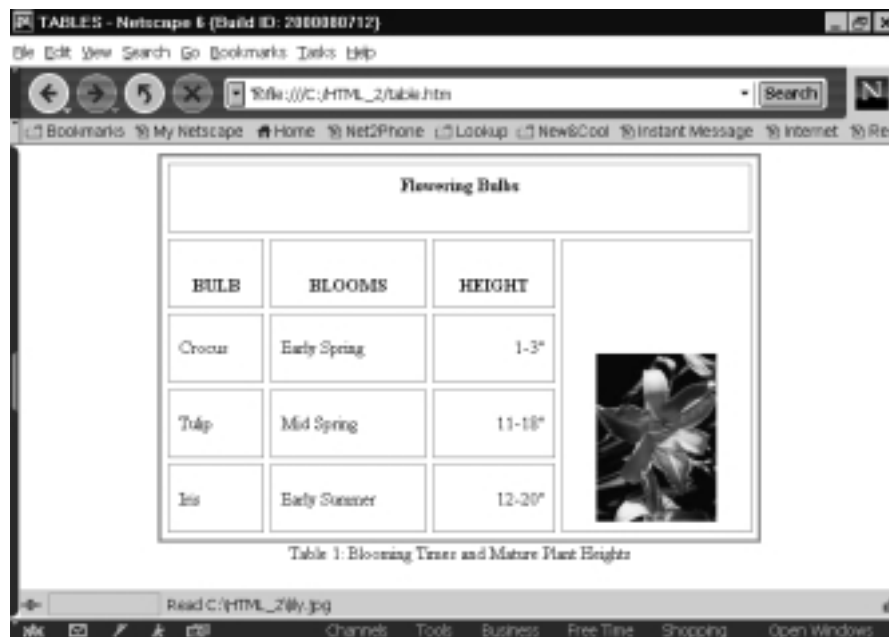 TABLES - Netscape 6 {Build ID: 2000080712}
File Edit View Search Go Bookmarks Tasks Help
file:///C:/HTML_2/table.htm Search N
Bookmarks My Netscape Home Net2Phone Lookup New&Cool Instant Message Internet
Flowering Bulbs
BULB BLOOMS HEIGHT
Crocus Early Spring 1-3"
Tulip Mid Spring 11-18"
Iris Early Summer 12-20"
Table 1: Blooming Times and Mature Plant Heights
Read C:\HTML_2\lily.jpg
Channels Tools Business Free Time Shopping Open Windows